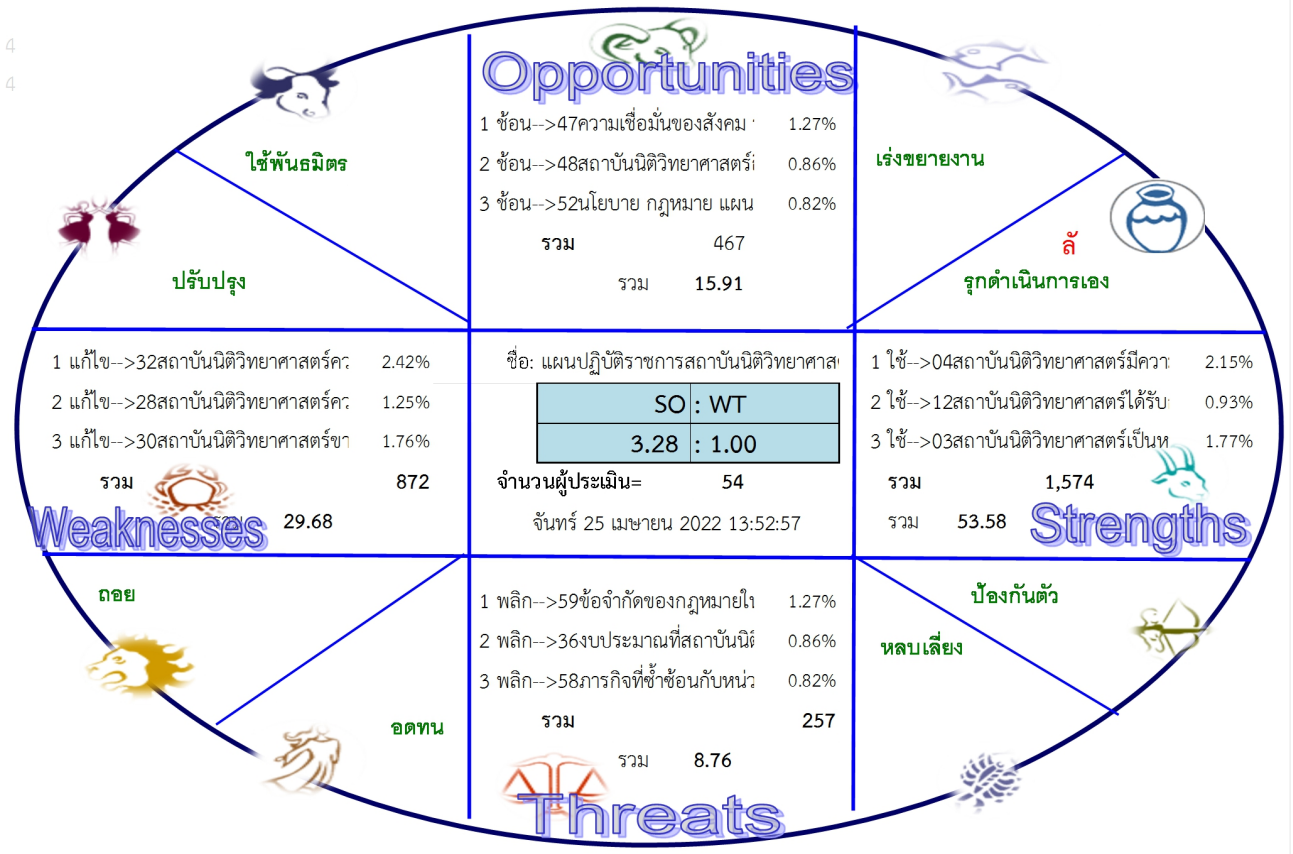 4
4
Opportunities
1 ช้อน-->47ความเชื่อมั่นของสังคม 1.27%
2 ช้อน-->48สถาบันนิติวิทยาศาสตร์ 0.86%
3 ช้อน-->52นโยบาย กฎหมาย แผน 0.82%
รวม 467
รวม 15.91
ใช้พันธมิตร
ปรับปรุง
เร่งขยายงาน
ลั
รุกดำเนินการเอง
1 แก้ไข-->32สถาบันนิติวิทยาศาสตร์คว 2.42%
2 แก้ไข-->28สถาบันนิติวิทยาศาสตร์คว 1.25%
3 แก้ไข-->30สถาบันนิติวิทยาศาสตร์ขา 1.76%
รวม 872
29.68
Weaknesses
ชื่อ: แผนปฏิบัติราชการสถาบันนิติวิทยาศาส
SO : WT
3.28 : 1.00
จำนวนผู้ประเมิน= 54
จันทร์ 25 เมษายน 2022 13:52:57
1 ใช้-->04สถาบันนิติวิทยาศาสตร์มีควา 2.15%
2 ใช้-->12สถาบันนิติวิทยาศาสตร์ได้รับ 0.93%
3 ใช้-->03สถาบันนิติวิทยาศาสตร์เป็นห 1.77%
รวม 1,574
รวม 53.58
Strengths
ถอย
อดทน
1 พลิก-->59ข้อจำกัดของกฎหมายใน 1.27%
2 พลิก-->36งบประมาณที่สถาบันนิติ 0.86%
3 พลิก-->58ภารกิจที่ซ้ำซ้อนกับหน่ว 0.82%
รวม 257
รวม 8.76
Threats
ป้องกันตัว
หลบเลี่ยง